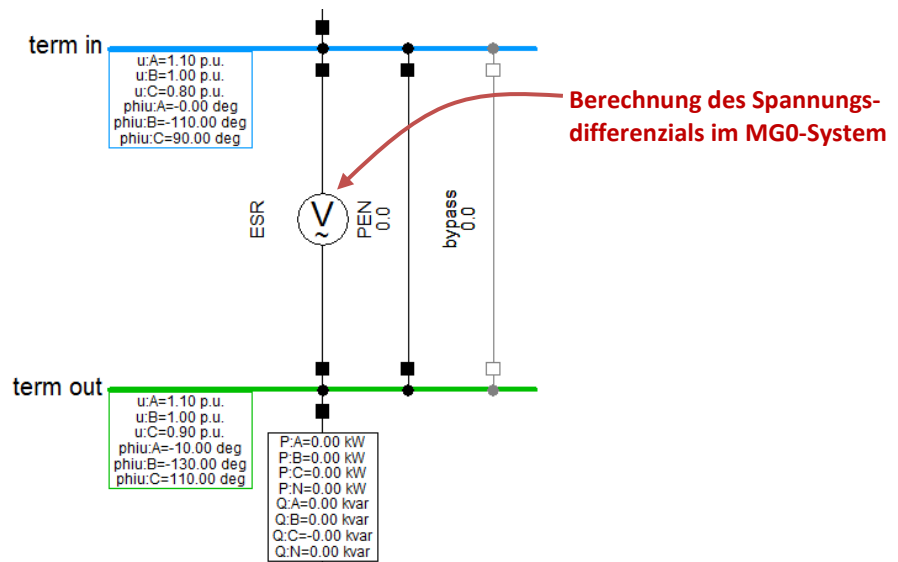 term in
u:A=1.10 p.u.
u:B=1.00 p.u.
u:C=0.80 p.u.
phiu:A=-0.00 deg
phiu:B=-110.00 deg
phiu:C=90.00 deg
Berechnung des Spannungs-
differenzials im MG0-System
ESR
V
~
PEN
0.0
bypass
0.0
term out
u:A=1.10 p.u.
u:B=1.00 p.u.
u:C=0.90 p.u.
phiu:A=-10.00 deg
phiu:B=-130.00 deg
phiu:C=110.00 deg
P:A=0.00 kW
P:B=0.00 kW
P:C=0.00 kW
P:N=0.00 kW
Q:A=0.00 kvar
Q:B=0.00 kvar
Q:C=-0.00 kvar
Q:N=0.00 kvar